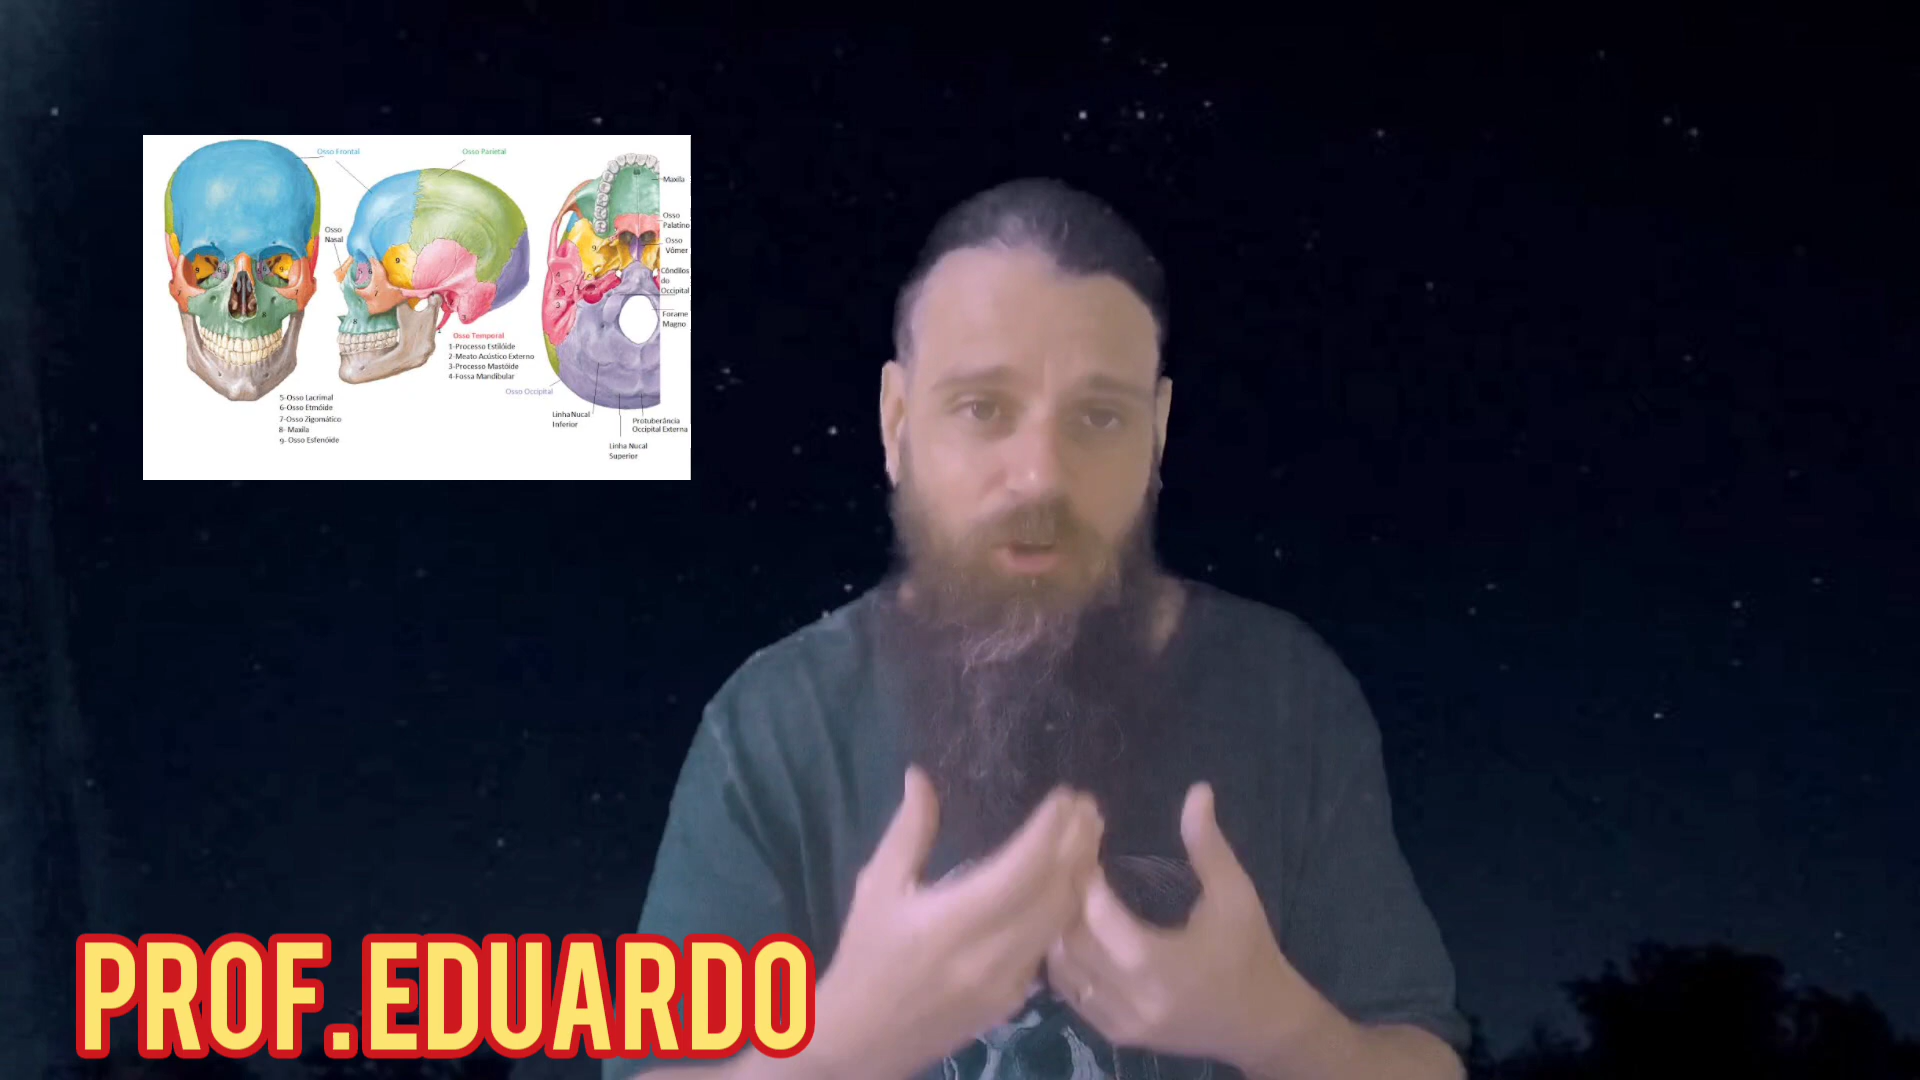 Osso Frontal
Osso Parietal
Maxila
Osso
Palatino
Osso
Nasal
Osso
Vômer
Côndilos
do
Occipital
Forame
Magno
Osso Temporal
1-Processo Estilóide
2-Meato Acústico Externo
3-Processo Mastóide
4-Fossa Mandibular
Osso Occipital
5-Osso Lacrimal
6-Osso Etmóide
7-Osso Zigomático
8- Maxila
9- Osso Esfenóide
Linha Nucal
Inferior
Protuberância
Occipital Externa
Linha Nucal
Superior
PROF.EDUARDO